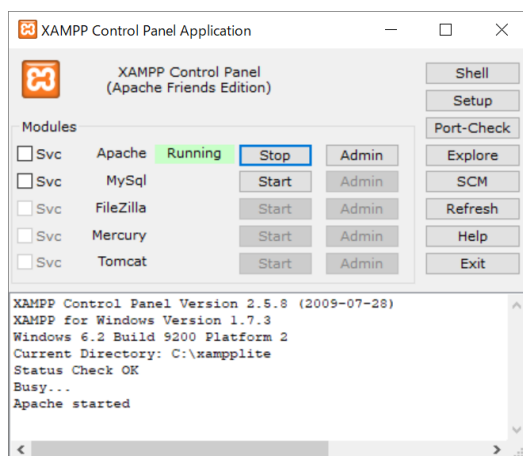 XAMPP Control Panel Application
XAMPP Control Panel
(Apache Friends Edition)
Shell
Setup
Port-Check
Explore
SCM
Refresh
Help
Exit
Modules
Svc Apache Running Stop Admin
Svc MySql Start Admin
Svc FileZilla Start Admin
Svc Mercury Start Admin
Svc Tomcat Start Admin
XAMPP Control Panel Version 2.5.8 (2009-07-28)
XAMPP for Windows Version 1.7.3
Windows 6.2 Build 9200 Platform 2
Current Directory: C:\xampplite
Status Check OK
Busy...
Apache started